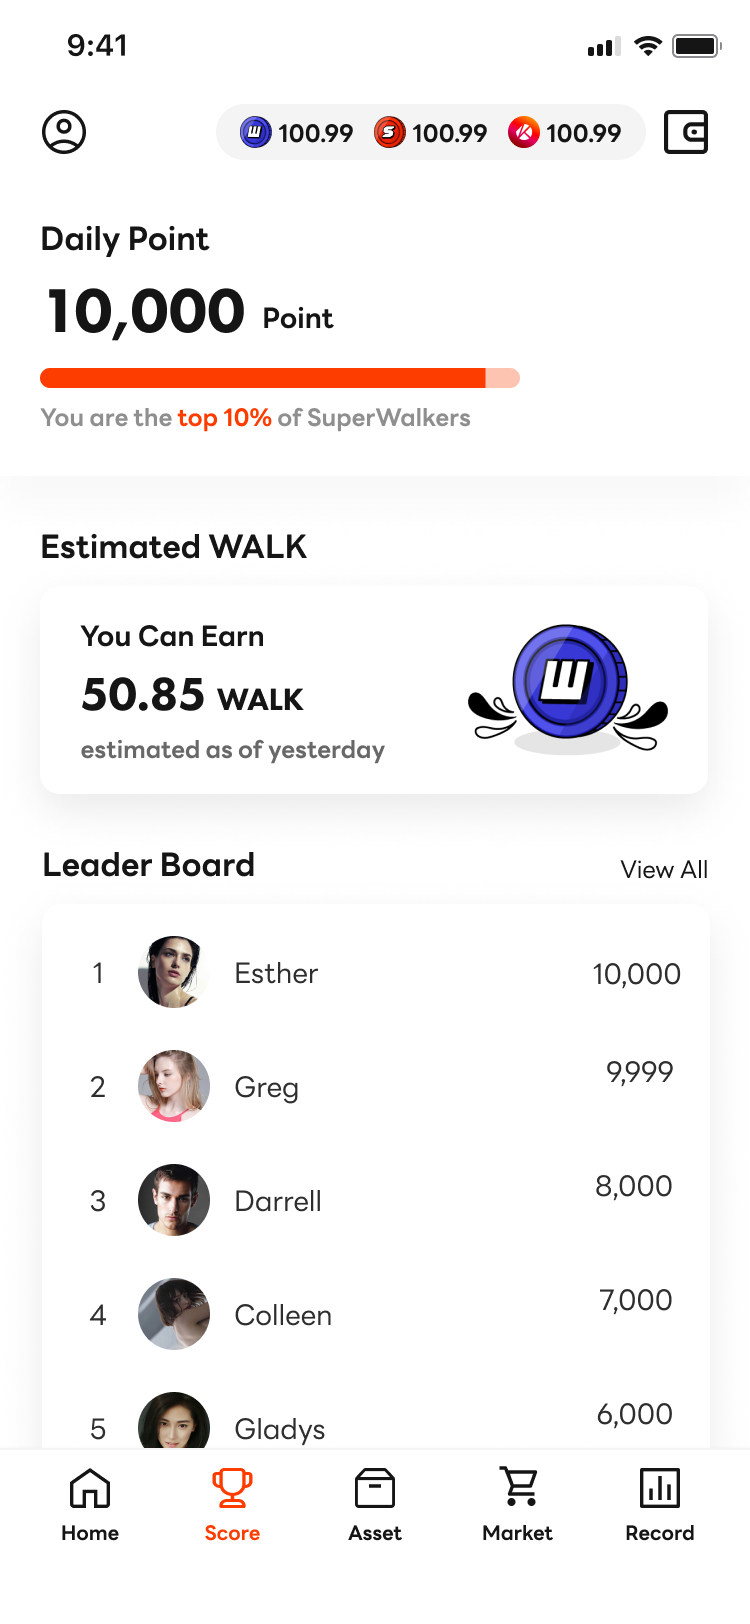 9:41
W 100.99 S 100.99 K 100.99
Daily Point
10,000 Point
You are the top 10% of SuperWalkers
Estimated WALK
You Can Earn
50.85 WALK
W
estimated as of yesterday
Leader Board View All
1 Esther 10,000
2 Greg 9,999
3 Darrell 8,000
4 Colleen 7,000
5 Gladys 6,000
Home Score Asset Market Record